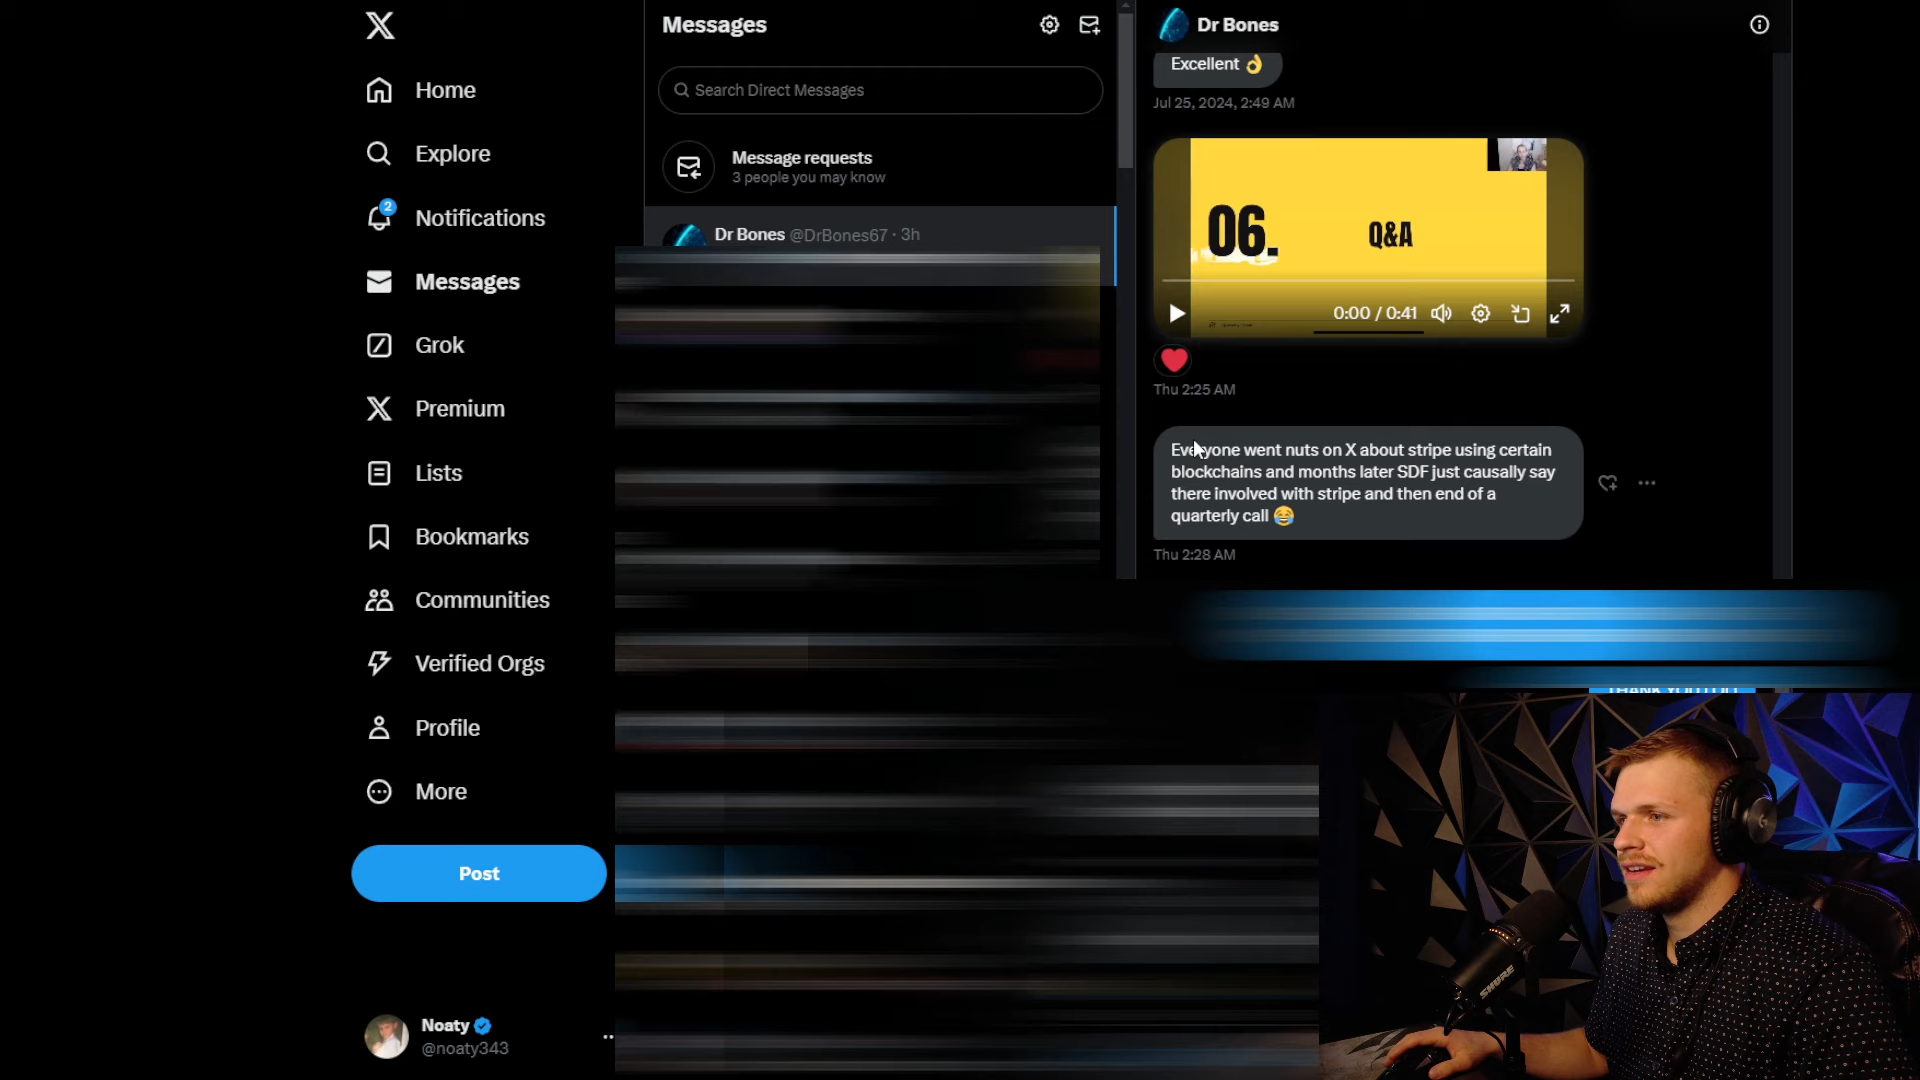 Home
Explore
2
Notifications
Messages
Grok
Premium
Lists
Bookmarks
Communities
Verified Orgs
Profile
More
Post
Noaty
@noaty343
Messages
Search Direct Messages
Message requests
3 people you may know
Dr Bones @DrBones67 · 3h
Dr Bones
Excellent 👌
Jul 25, 2024, 2:49 AM
06. Q&A
0:00 / 0:41
Thu 2:25 AM
Everyone went nuts on X about stripe using certain
blockchains and months later SDF just causally say
there involved with stripe and then end of a
quarterly call 😂
Thu 2:28 AM
SHURE